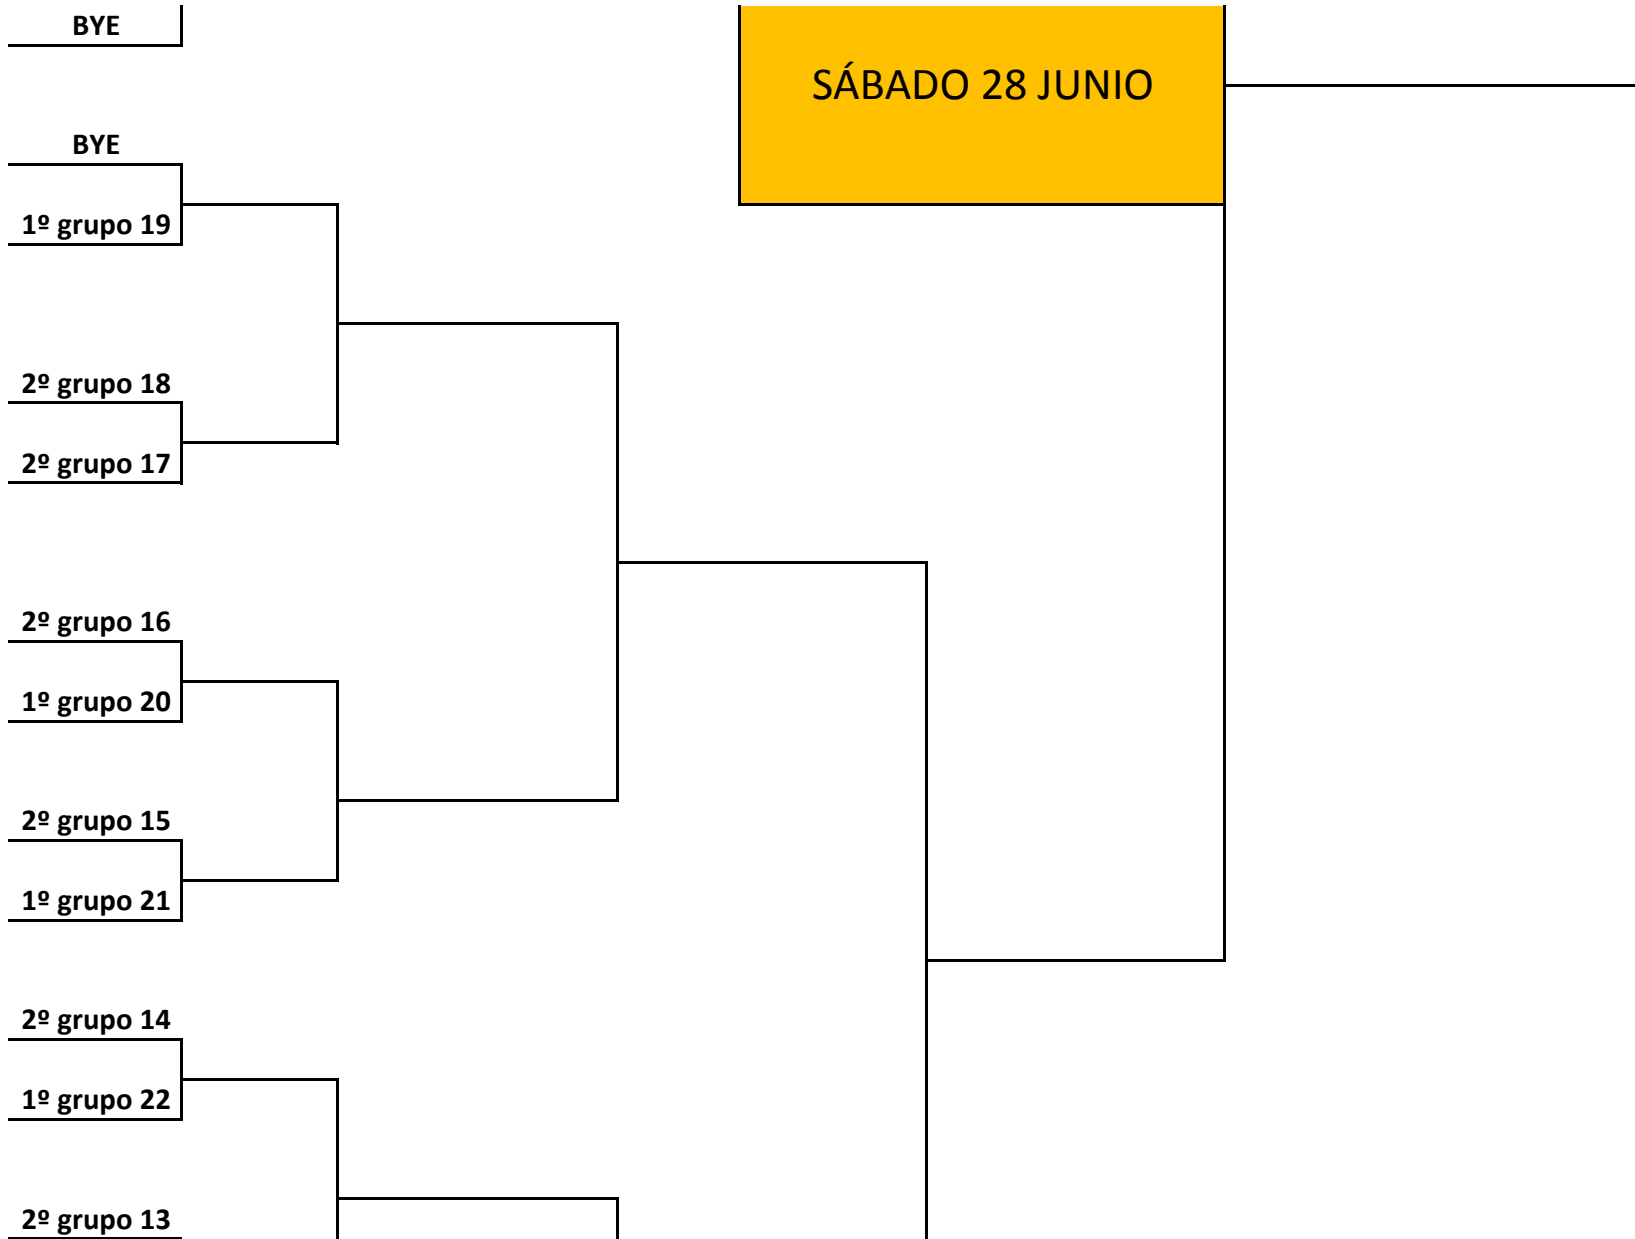 BYE
SÁBADO 28 JUNIO
BYE
1º grupo 19
2º grupo 18
2º grupo 17
2º grupo 16
1º grupo 20
2º grupo 15
1º grupo 21
2º grupo 14
1º grupo 22
2º grupo 13